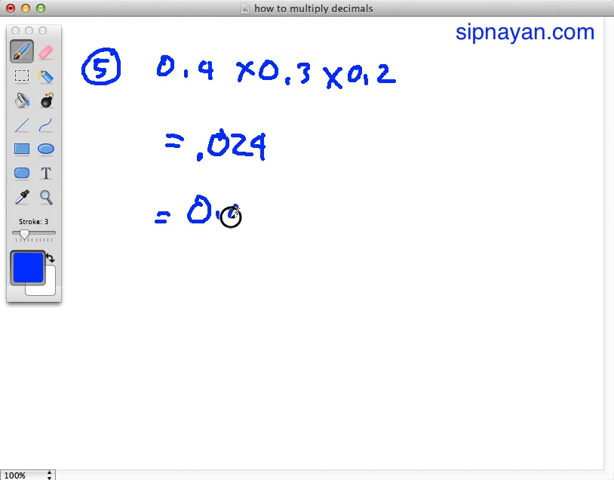 how to multiply decimals
sipnayan.com
5 0.4 x 0.3 x 0.2
= .024
= 0.
T
Stroke: 3
100%